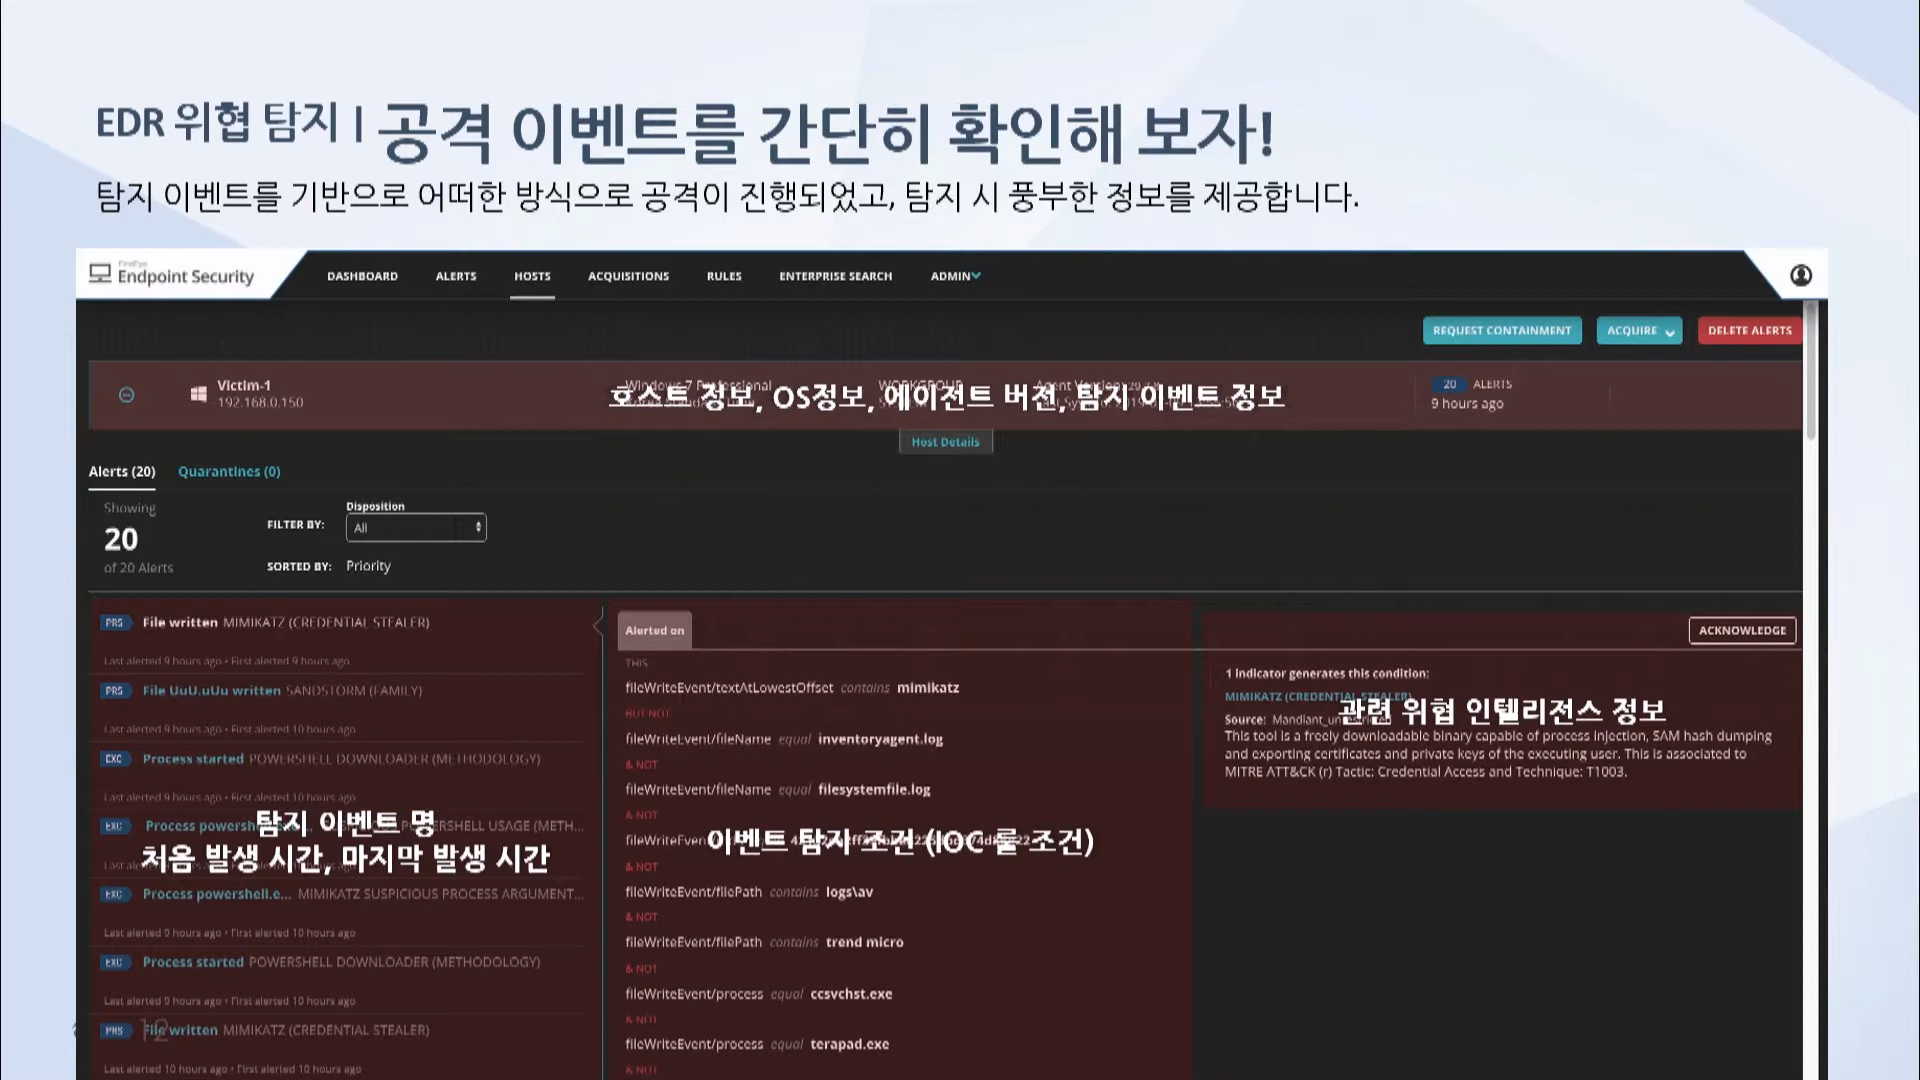 EDR 위협 탐지 | 공격 이벤트를 간단히 확인해 보자!
탐지 이벤트를 기반으로 어떠한 방식으로 공격이 진행되었고, 탐지 시 풍부한 정보를 제공합니다.
FireEye
Endpoint Security
DASHBOARD ALERTS HOSTS ACQUISITIONS RULES ENTERPRISE SEARCH ADMIN
REQUEST CONTAINMENT ACQUIRE DELETE ALERTS
Victim-1
192.168.0.150
Windows 7 Professional
WORKGROUP
호스트 정보, OS정보, 에이전트 버전, 탐지 이벤트 정보
20 ALERTS
9 hours ago
Host Details
Alerts (20) Quarantines (0)
Showing
20
of 20 Alerts
Disposition
FILTER BY: All
SORTED BY: Priority
PRS File written MIMIKATZ (CREDENTIAL STEALER)
Last alerted 9 hours ago • First alerted 9 hours ago
PRS File UuU.uUu written SANDSTORM (FAMILY)
Last alerted 9 hours ago • First alerted 10 hours ago
EXC Process started POWERSHELL DOWNLOADER (METHODOLOGY)
Last alerted 9 hours ago • First alerted 10 hours ago
EXC Process powersh... POWERSHELL USAGE (METH...
탐지 이벤트 명
처음 발생 시간, 마지막 발생 시간
EXC Process powershell.e... MIMIKATZ SUSPICIOUS PROCESS ARGUMENT...
Last alerted 9 hours ago • First alerted 10 hours ago
EXC Process started POWERSHELL DOWNLOADER (METHODOLOGY)
Last alerted 9 hours ago • First alerted 10 hours ago
PRS File written MIMIKATZ (CREDENTIAL STEALER)
Last alerted 10 hours ago • First alerted 10 hours ago
12
Alerted on
THIS
fileWriteEvent/textAtLowestOffset contains mimikatz
BUT NOT
fileWriteEvent/fileName equal inventoryagent.log
& NOT
fileWriteEvent/fileName equal filesystemfile.log
& NOT
이벤트 탐지 조건 (IOC 룰 조건)
& NOT
fileWriteEvent/filePath contains logs\av
& NOT
fileWriteEvent/filePath contains trend micro
& NOT
fileWriteEvent/process equal ccsvchst.exe
& NOT
fileWriteEvent/process equal terapad.exe
& NOT
ACKNOWLEDGE
1 indicator generates this condition:
MIMIKATZ (CREDENTIAL STEALER)
관련 위협 인텔리전스 정보
Source:
This tool is a freely downloadable binary capable of process injection, SAM hash dumping
and exporting certificates and private keys of the executing user. This is associated to
MITRE ATT&CK (r) Tactic: Credential Access and Technique: T1003.